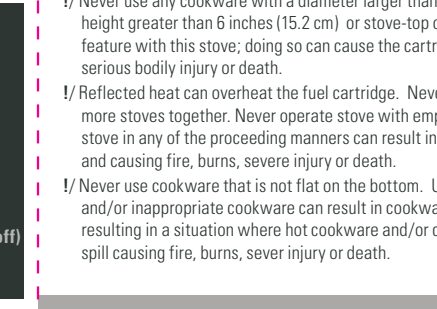 !/ Never use any cookware with a diameter larger than
height greater than 6 inches (15.2 cm) or stove-top
feature with this stove; doing so can cause the
serious bodily injury or death.
!/ Reflected heat can overheat the fuel cartridge. Never
more stoves together. Never operate stove with
stove in any of the proceeding manners can result in
and causing fire, burns, severe injury or death.
!/ Never use cookware that is not flat on the bottom.
and/or inappropriate cookware can result in
resulting in a situation where hot cookware and/or
off)
spill causing fire, burns, sever injury or death.